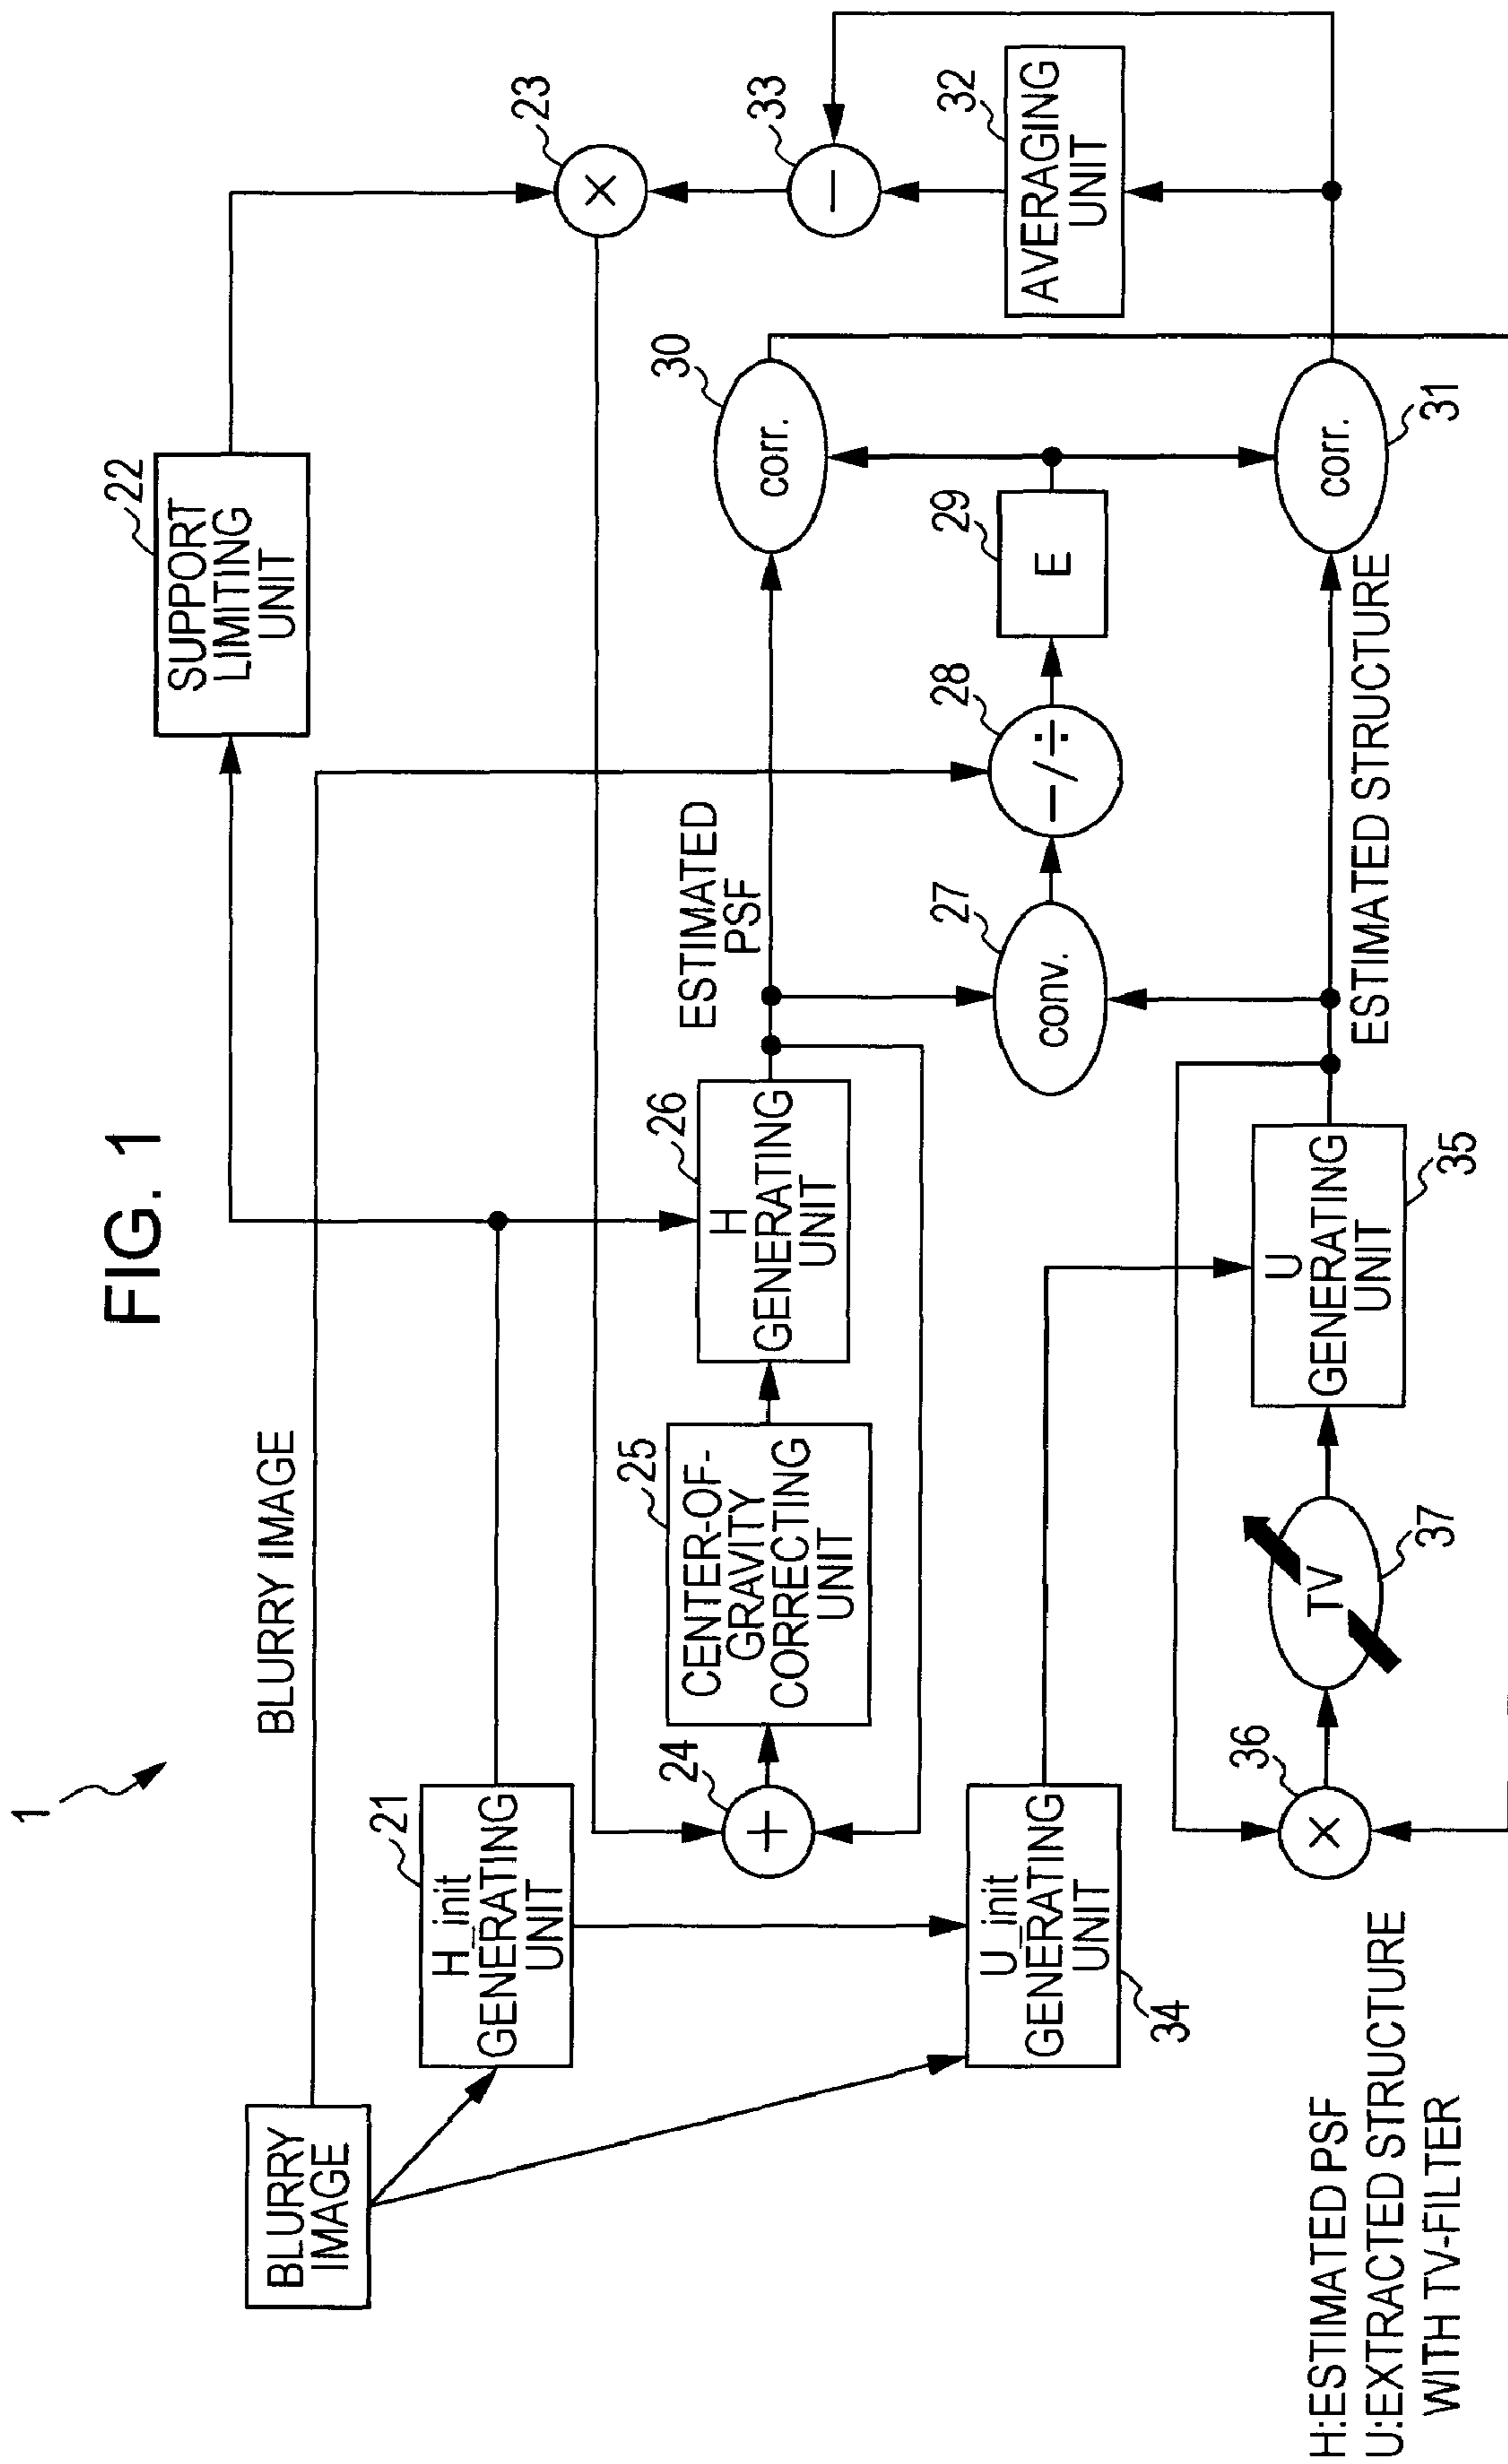 FIG. 1
1
BLURRY
IMAGE
BLURRY IMAGE
21
H_init
GENERATING
UNIT
22
SUPPORT
LIMITING
UNIT
23
×
24
+
25
CENTER-OF-
GRAVITY
CORRECTING
UNIT
26
H
GENERATING
UNIT
ESTIMATED
PSF
27
conv.
28
−/÷
29
E
30
corr.
31
corr.
32
AVERAGING
UNIT
33
−
34
U_init
GENERATING
UNIT
35
U
GENERATING
UNIT
ESTIMATED STRUCTURE
36
×
37
TV
H:ESTIMATED PSF
U:EXTRACTED STRUCTURE
WITH TV-FILTER